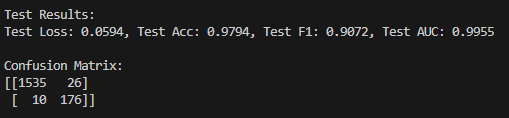 Test Results:
Test Loss: 0.0594, Test Acc: 0.9794, Test F1: 0.9072, Test AUC: 0.9955
Confusion Matrix:
[[1535   26]
 [  10  176]]